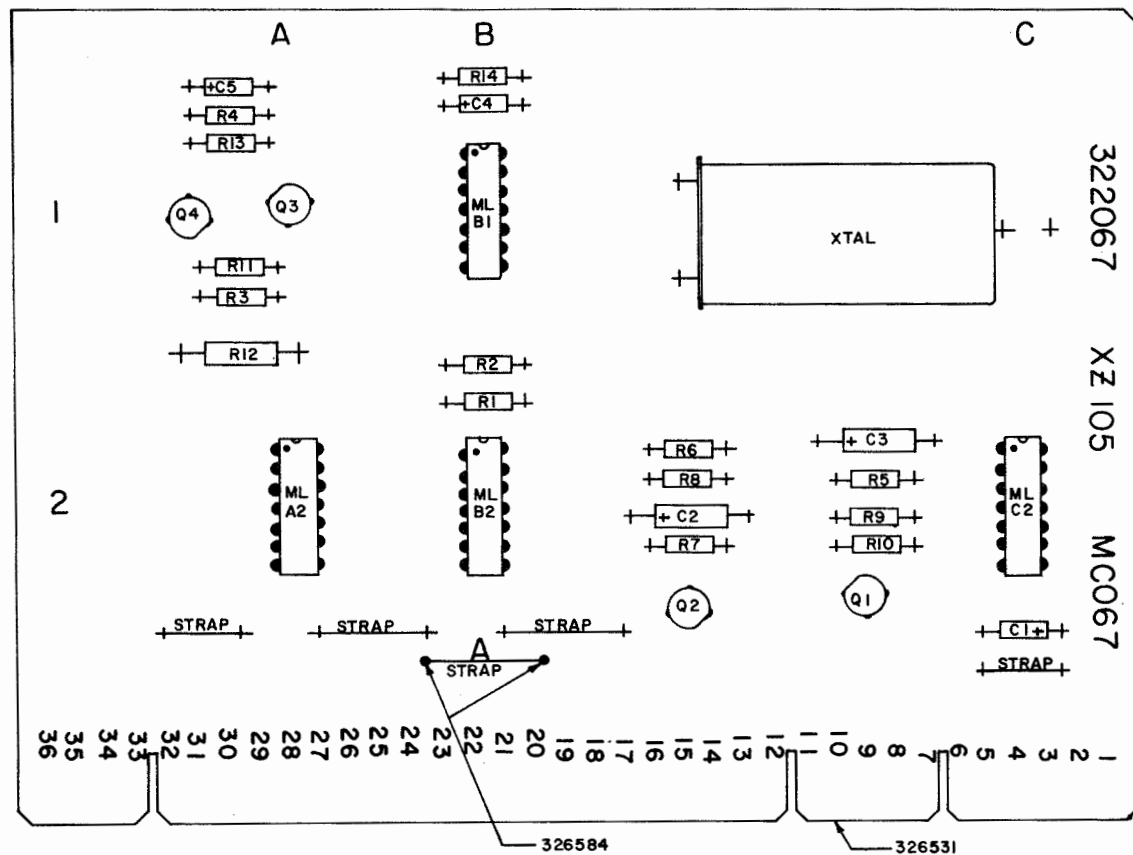 A B C
+C5
R4
R13
R14
+C4
1
Q4
Q3
ML
B1
XTAL
322067
R11
R3
R12
R2
R1
XZ 105
2
ML
A2
ML
B2
R6
R8
+ C2
R7
Q2
+ C3
R5
R9
R10
Q1
ML
C2
MC067
STRAP
STRAP
STRAP
C1+
STRAP
A
STRAP
36 35 34 33 32 31 30 29 28 27 26 25 24 23 22 21 20 19 18 17 16 15 14 13 12 11 10 9 8 7 6 5 4 3 2 1
326584
326531